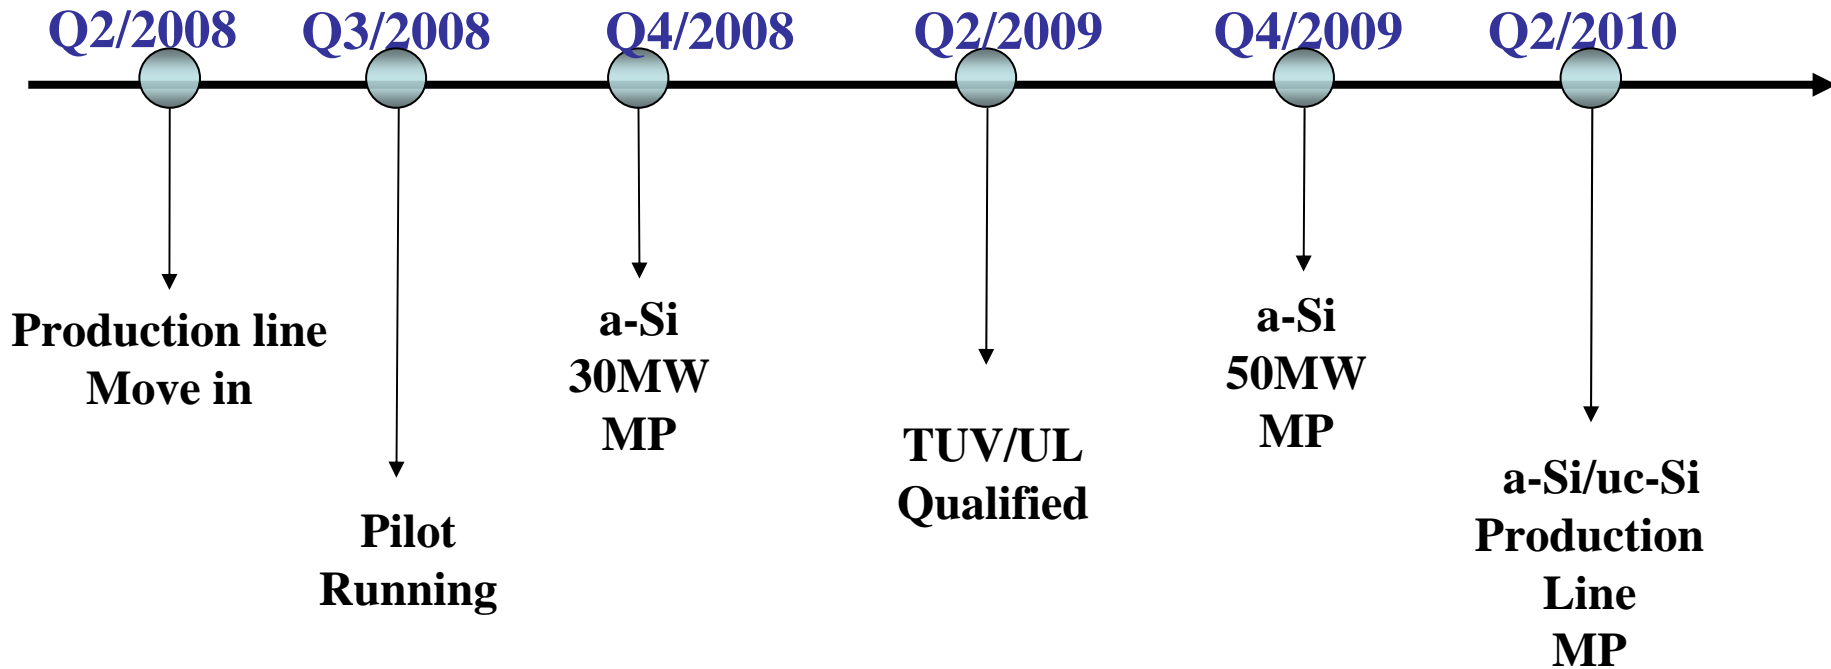 Q2/2008
Q3/2008
Q4/2008
Q2/2009
Q4/2009
Q2/2010
Production line
Move in
Pilot
Running
a-Si
30MW
MP
TUV/UL
Qualified
a-Si
50MW
MP
a-Si/uc-Si
Production
Line
MP